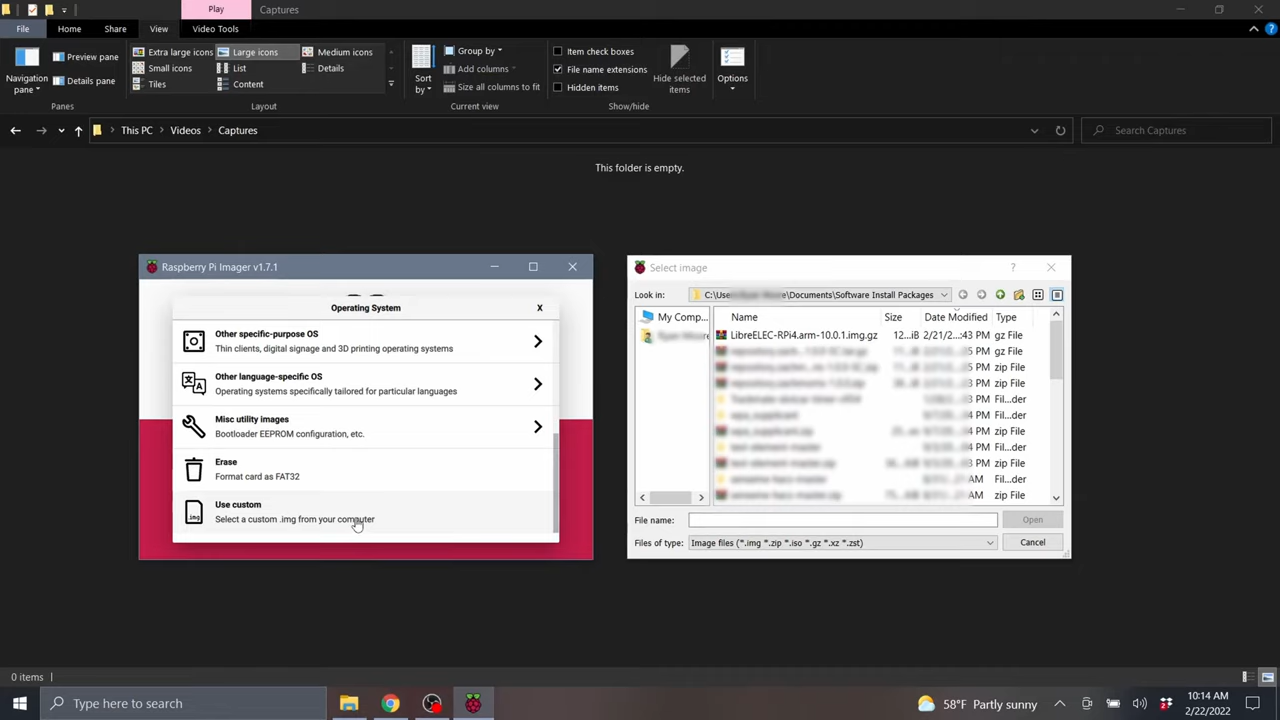 Play
Captures
File
Home
Share
View
Video Tools
Navigation pane
Preview pane
Details pane
Panes
Extra large icons
Large icons
Medium icons
Small icons
List
Details
Tiles
Content
Layout
Sort by
Group by
Add columns
Size all columns to fit
Current view
Item check boxes
File name extensions
Hidden items
Hide selected items
Show/hide
Options
This PC
Videos
Captures
Search Captures
This folder is empty.
Raspberry Pi Imager v1.7.1
Operating System
X
Other specific-purpose OS
Thin clients, digital signage and 3D printing operating systems
Other language-specific OS
Operating systems specifically tailored for particular languages
Misc utility images
Bootloader EEPROM configuration, etc.
Erase
Format card as FAT32
.img
Use custom
Select a custom .img from your computer
Select image
Look in:
\Documents\Software Install Packages
My Comp...
Name
Size
Date Modified
Type
LibreELEC-RPi4.arm-10.0.1.img.gz 12...iB 2/21/2...:43 PM gz File
gz File
zip File
zip File
Fil...der
Fil...der
zip File
Fil...der
zip File
Fil...der
zip File
File name:
Open
Files of type:
Image files (*.img *.zip *.iso *.gz *.xz *.zst)
Cancel
0 items
Type here to search
58°F Partly sunny
10:14 AM
2/22/2022